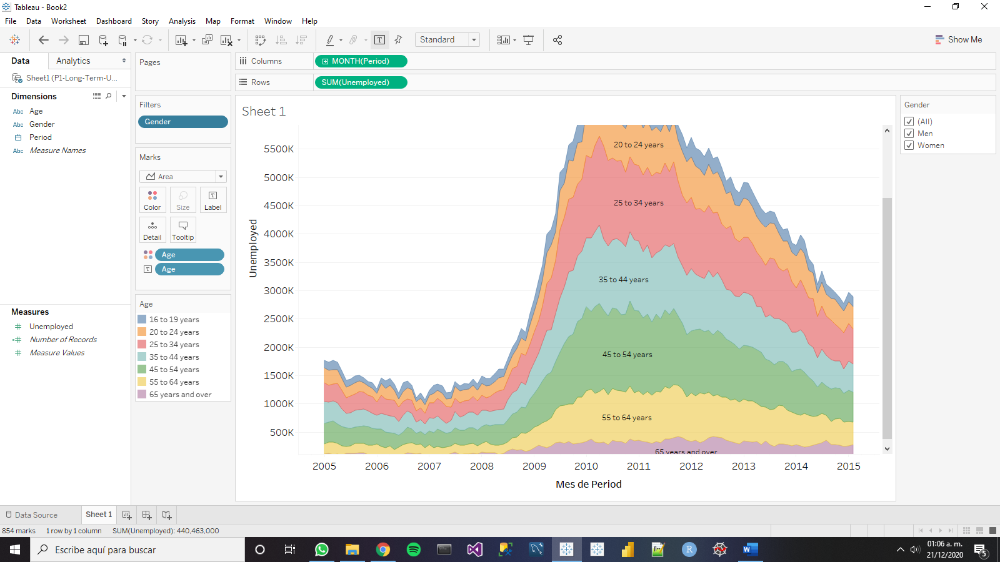 Tableau - Book2
File Data Worksheet Dashboard Story Analysis Map Format Window Help
Standard
Show Me
Data Analytics
Sheet1 (P1-Long-Term-U...
Dimensions
Abc Age
Abc Gender
Period
Abc Measure Names
Measures
# Unemployed
=# Number of Records
# Measure Values
Pages
Filters
Gender
Marks
Area
Color Size Label
Detail Tooltip
Age
T Age
Age
16 to 19 years
20 to 24 years
25 to 34 years
35 to 44 years
45 to 54 years
55 to 64 years
65 years and over
Columns MONTH(Period)
Rows SUM(Unemployed)
Sheet 1
Unemployed
5500K
5000K
4500K
4000K
3500K
3000K
2500K
2000K
1500K
1000K
500K
20 to 24 years
25 to 34 years
35 to 44 years
45 to 54 years
55 to 64 years
65 years and over
2005 2006 2007 2008 2009 2010 2011 2012 2013 2014 2015
Mes de Period
Gender
(All)
Men
Women
Data Source Sheet 1
854 marks 1 row by 1 column SUM(Unemployed): 440,463,000
Escribe aquí para buscar
01:06 a. m.
21/12/2020
5